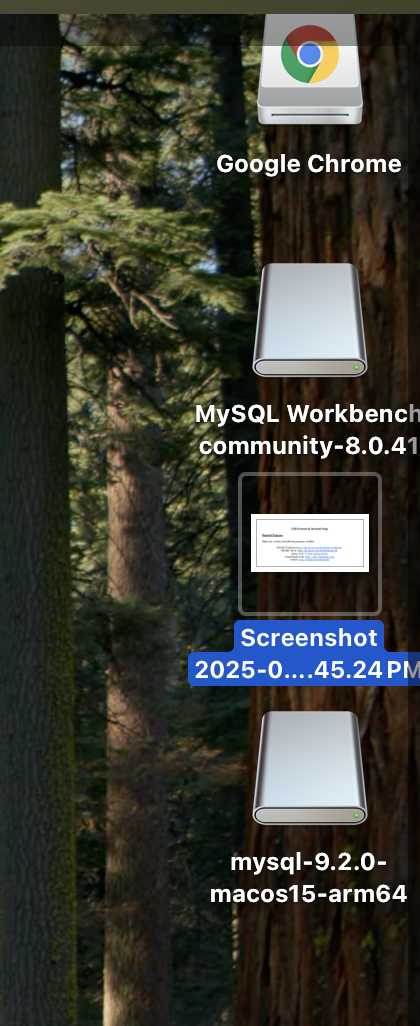 Google Chrome
MySQL Workbench
community-8.0.41
Screenshot
2025-0....45.24 PM
mysql-9.2.0-
macos15-arm64